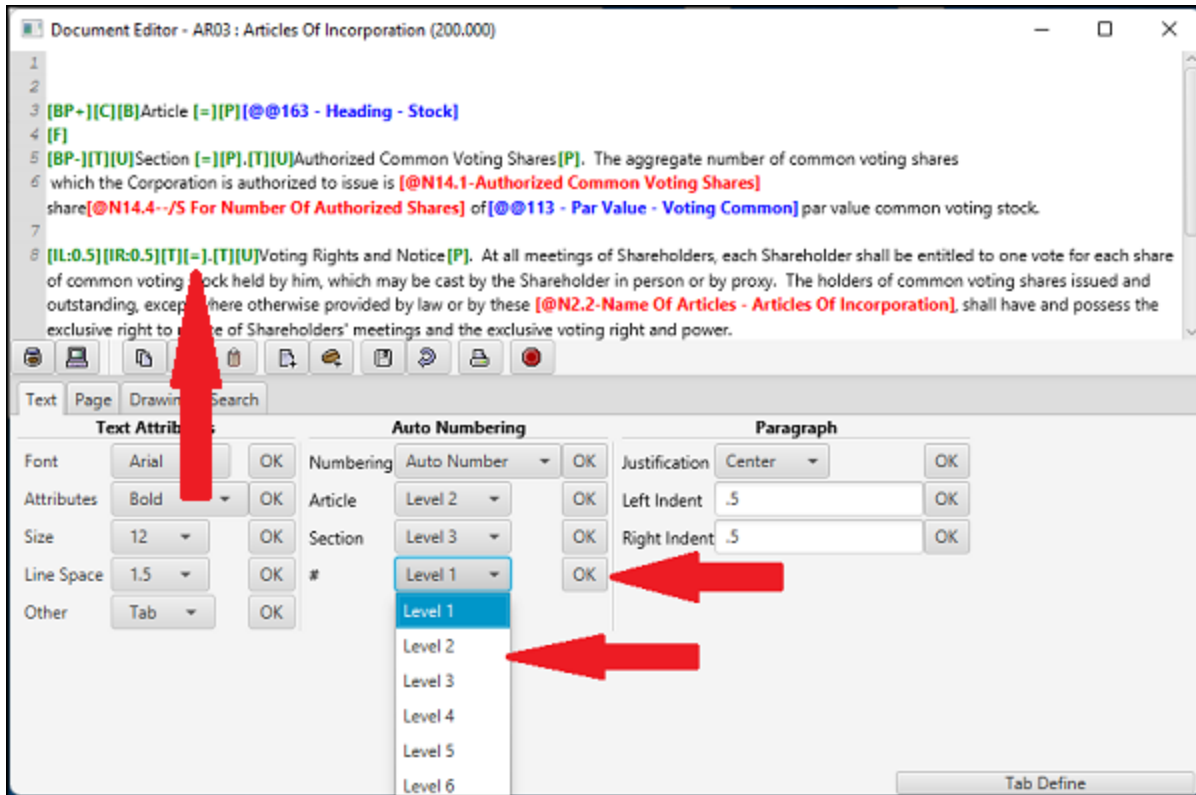 Document Editor - AR03 : Articles Of Incorporation (200.000)
1
2
3 [BP+][C][B]Article [=][P][@@163 - Heading - Stock]
4 [F]
5 [BP-][T][U]Section [=][P].[T][U]Authorized Common Voting Shares[P]. The aggregate number of common voting shares
6 which the Corporation is authorized to issue is [@N14.1-Authorized Common Voting Shares]
share[@N14.4--/S For Number Of Authorized Shares] of[@@113 - Par Value - Voting Common] par value common voting stock.
7
8 [IL:0.5][IR:0.5][T][=].[T][U]Voting Rights and Notice[P]. At all meetings of Shareholders, each Shareholder shall be entitled to one vote for each share
of common voting stock held by him, which may be cast by the Shareholder in person or by proxy. The holders of common voting shares issued and
outstanding, except where otherwise provided by law or by these [@N2.2-Name Of Articles - Articles Of Incorporation], shall have and possess the
exclusive right to of Shareholders' meetings and the exclusive voting right and power.
Text Page Drawing Search
Text Attributes Auto Numbering Paragraph
Font Arial OK Numbering Auto Number OK Justification Center OK
Attributes Bold OK Article Level 2 OK Left Indent .5 OK
Size 12 OK Section Level 3 OK Right Indent .5 OK
Line Space 1.5 OK # Level 1 OK
Other Tab OK Level 1
Level 2
Level 3
Level 4
Level 5
Level 6
Tab Define